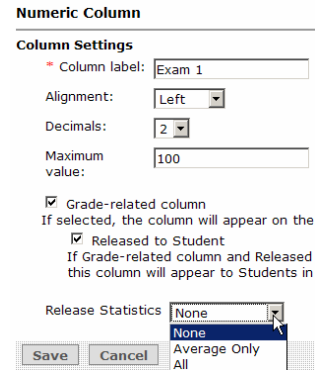 Numeric Column
Column Settings
* Column label: Exam 1
Alignment: Left
Decimals: 2
Maximum value: 100
Grade-related column
If selected, the column will appear on the
Released to Student
If Grade-related column and Released
this column will appear to Students in
Release Statistics None
None
Average Only
All
Save Cancel